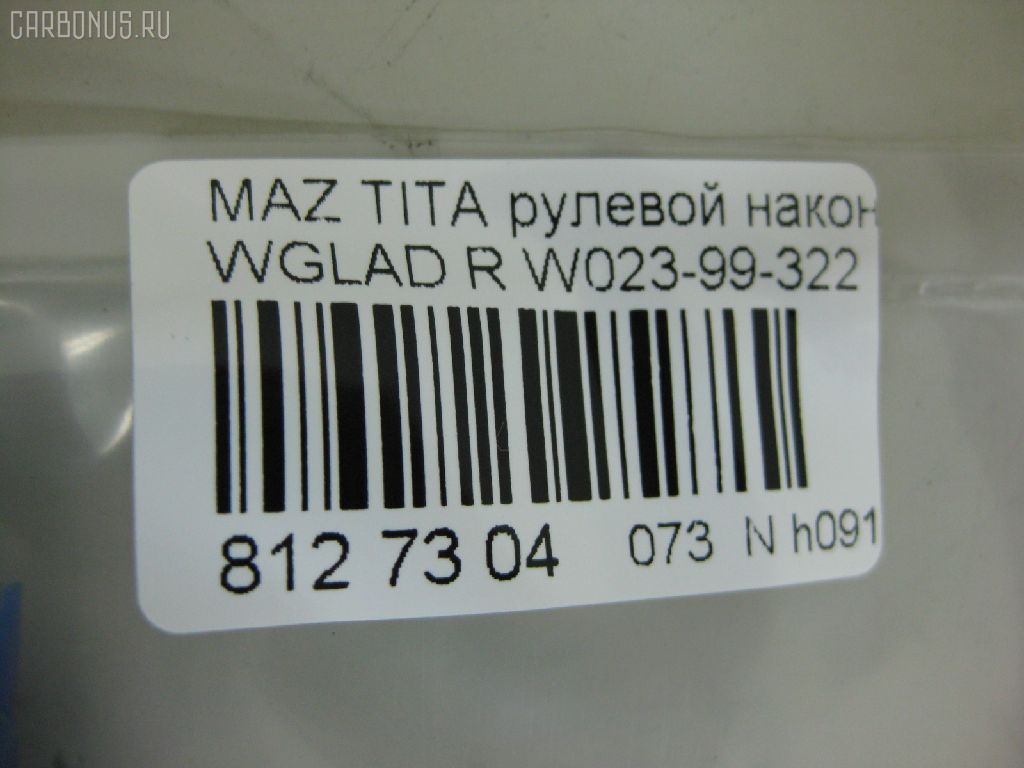 CARBONUS.RU
MAZ TITA рулевой након
WGLAD R W023-99-322
812 73 04 073 N h091